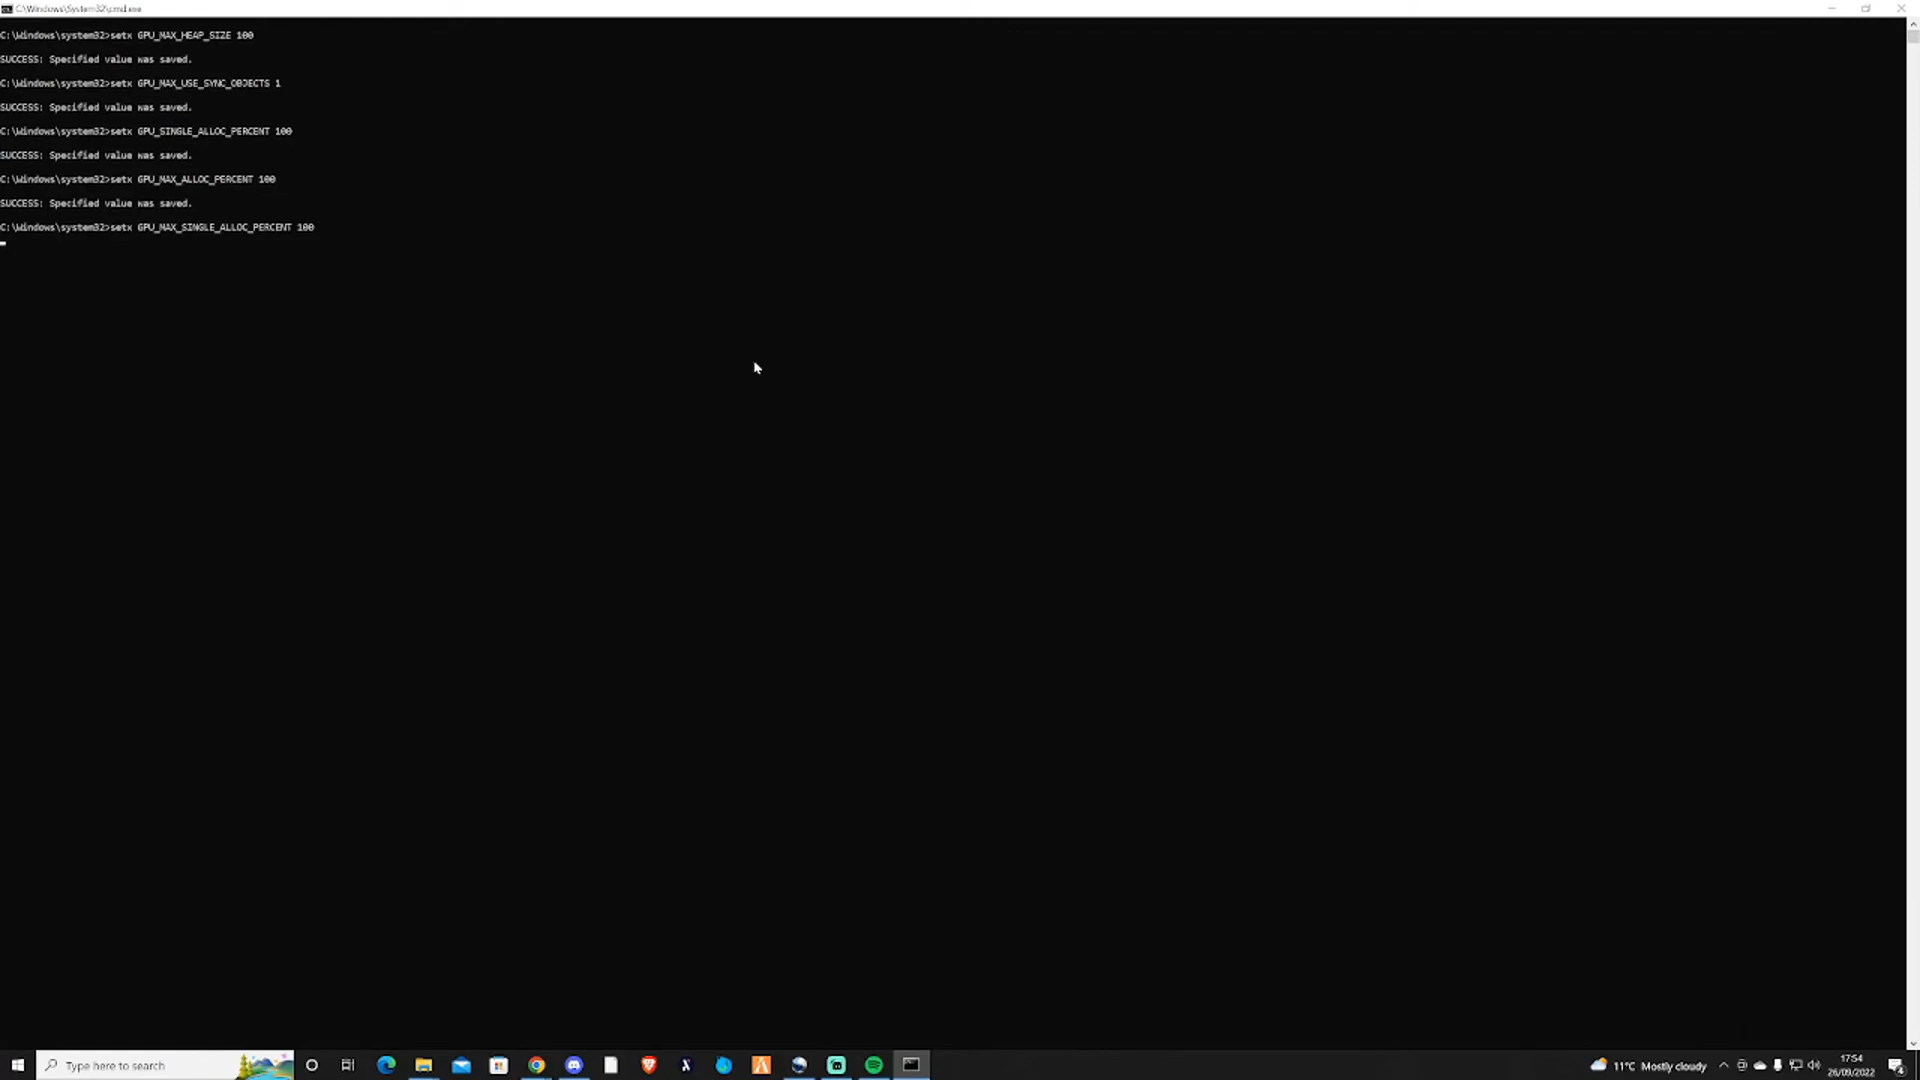 C:\Windows\System32\cmd.exe
C:\Windows\system32>setx GPU_MAX_HEAP_SIZE 100
SUCCESS: Specified value was saved.
C:\Windows\system32>setx GPU_MAX_USE_SYNC_OBJECTS 1
SUCCESS: Specified value was saved.
C:\Windows\system32>setx GPU_SINGLE_ALLOC_PERCENT 100
SUCCESS: Specified value was saved.
C:\Windows\system32>setx GPU_MAX_ALLOC_PERCENT 100
SUCCESS: Specified value was saved.
C:\Windows\system32>setx GPU_MAX_SINGLE_ALLOC_PERCENT 100
Type here to search
11°C Mostly cloudy
17:54
26/09/2022